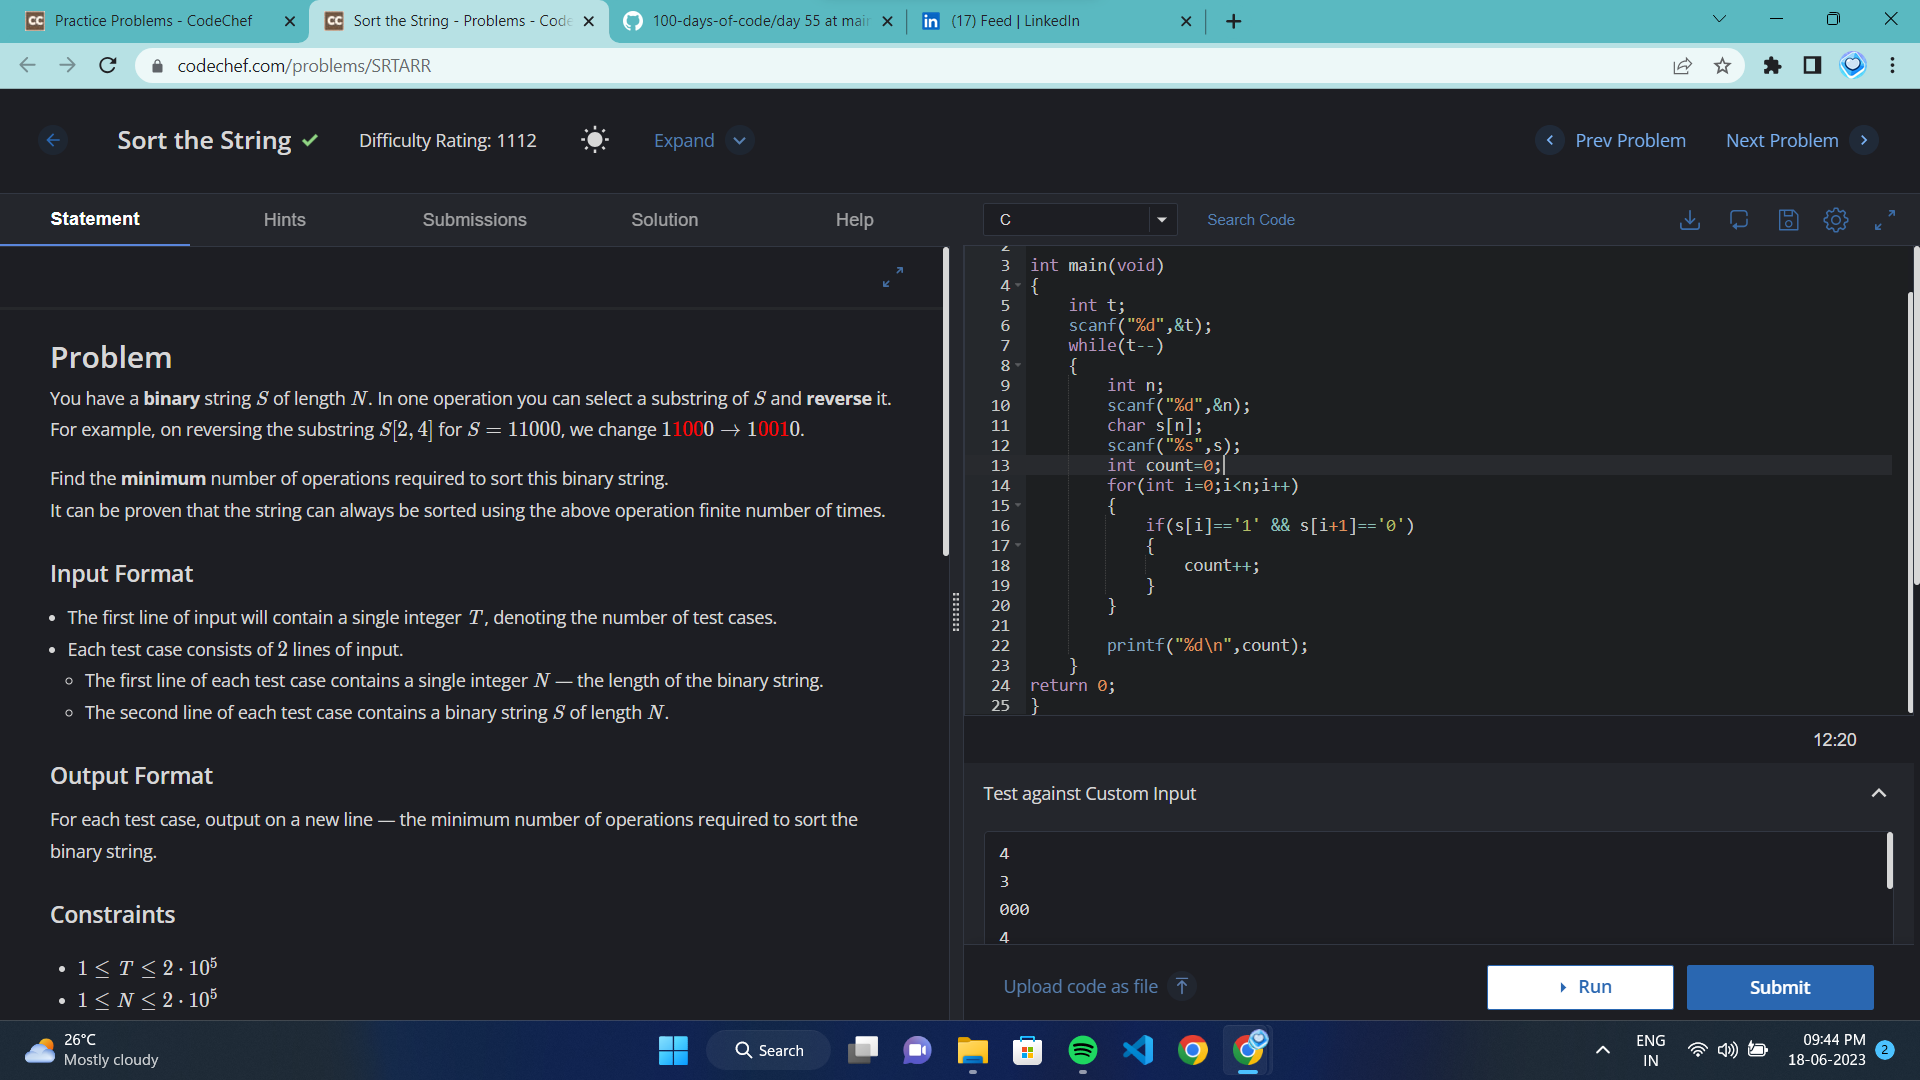 Practice Problems - CodeChef
Sort the String - Problems - Code
100-days-of-code/day 55 at mai
(17) Feed | LinkedIn
codechef.com/problems/SRTARR
Sort the String
Difficulty Rating: 1112
Expand
Prev Problem
Next Problem
Statement
Hints
Submissions
Solution
Help
C
Search Code
Problem
You have a binary string S of length N. In one operation you can select a substring of S and reverse it.
For example, on reversing the substring S[2, 4] for S = 11000, we change 11000 → 10010.
Find the minimum number of operations required to sort this binary string.
It can be proven that the string can always be sorted using the above operation finite number of times.
Input Format
• The first line of input will contain a single integer T, denoting the number of test cases.
• Each test case consists of 2 lines of input.
◦ The first line of each test case contains a single integer N — the length of the binary string.
◦ The second line of each test case contains a binary string S of length N.
Output Format
For each test case, output on a new line — the minimum number of operations required to sort the
binary string.
Constraints
• 1 ≤ T ≤ 2 · 10⁵
• 1 ≤ N ≤ 2 · 10⁵
2
3 int main(void)
4 {
5 int t;
6 scanf("%d",&t);
7 while(t--)
8 {
9 int n;
10 scanf("%d",&n);
11 char s[n];
12 scanf("%s",s);
13 int count=0;
14 for(int i=0;i<n;i++)
15 {
16 if(s[i]=='1' && s[i+1]=='0')
17 {
18 count++;
19 }
20 }
21
22 printf("%d\n",count);
23 }
24 return 0;
25 }
12:20
Test against Custom Input
4
3
000
4
Upload code as file
Run
Submit
26°C
Mostly cloudy
Search
ENG
IN
09:44 PM
18-06-2023
2